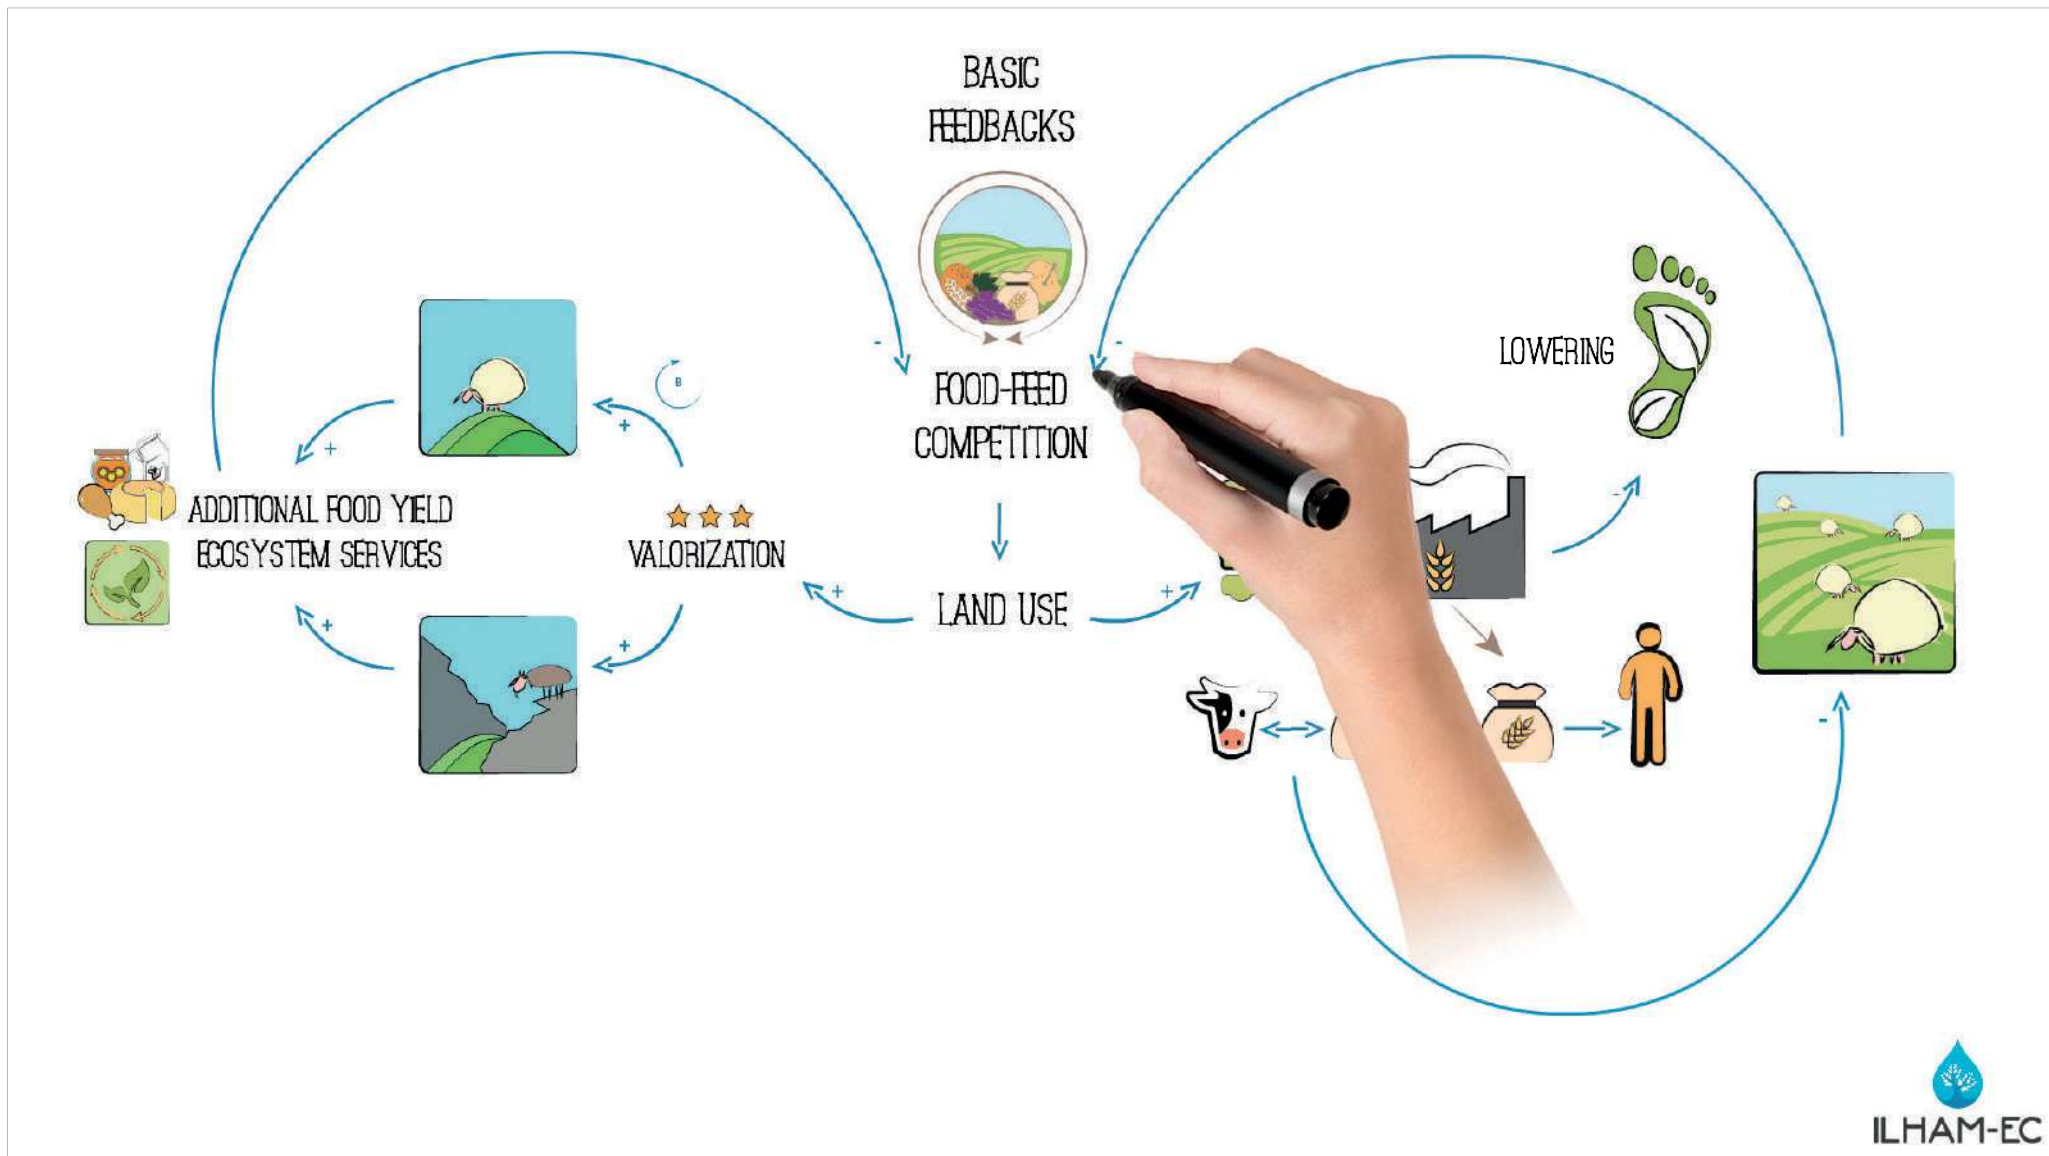 BASIC
FEEDBACKS
-
-
FOOD-FEED
COMPETITION
LOWERING
B
+
+
ADDITIONAL FOOD YIELD
ECOSYSTEM SERVICES
VALORIZATION
-
+
+
LAND USE
+
+
+
-
ILHAM-EC